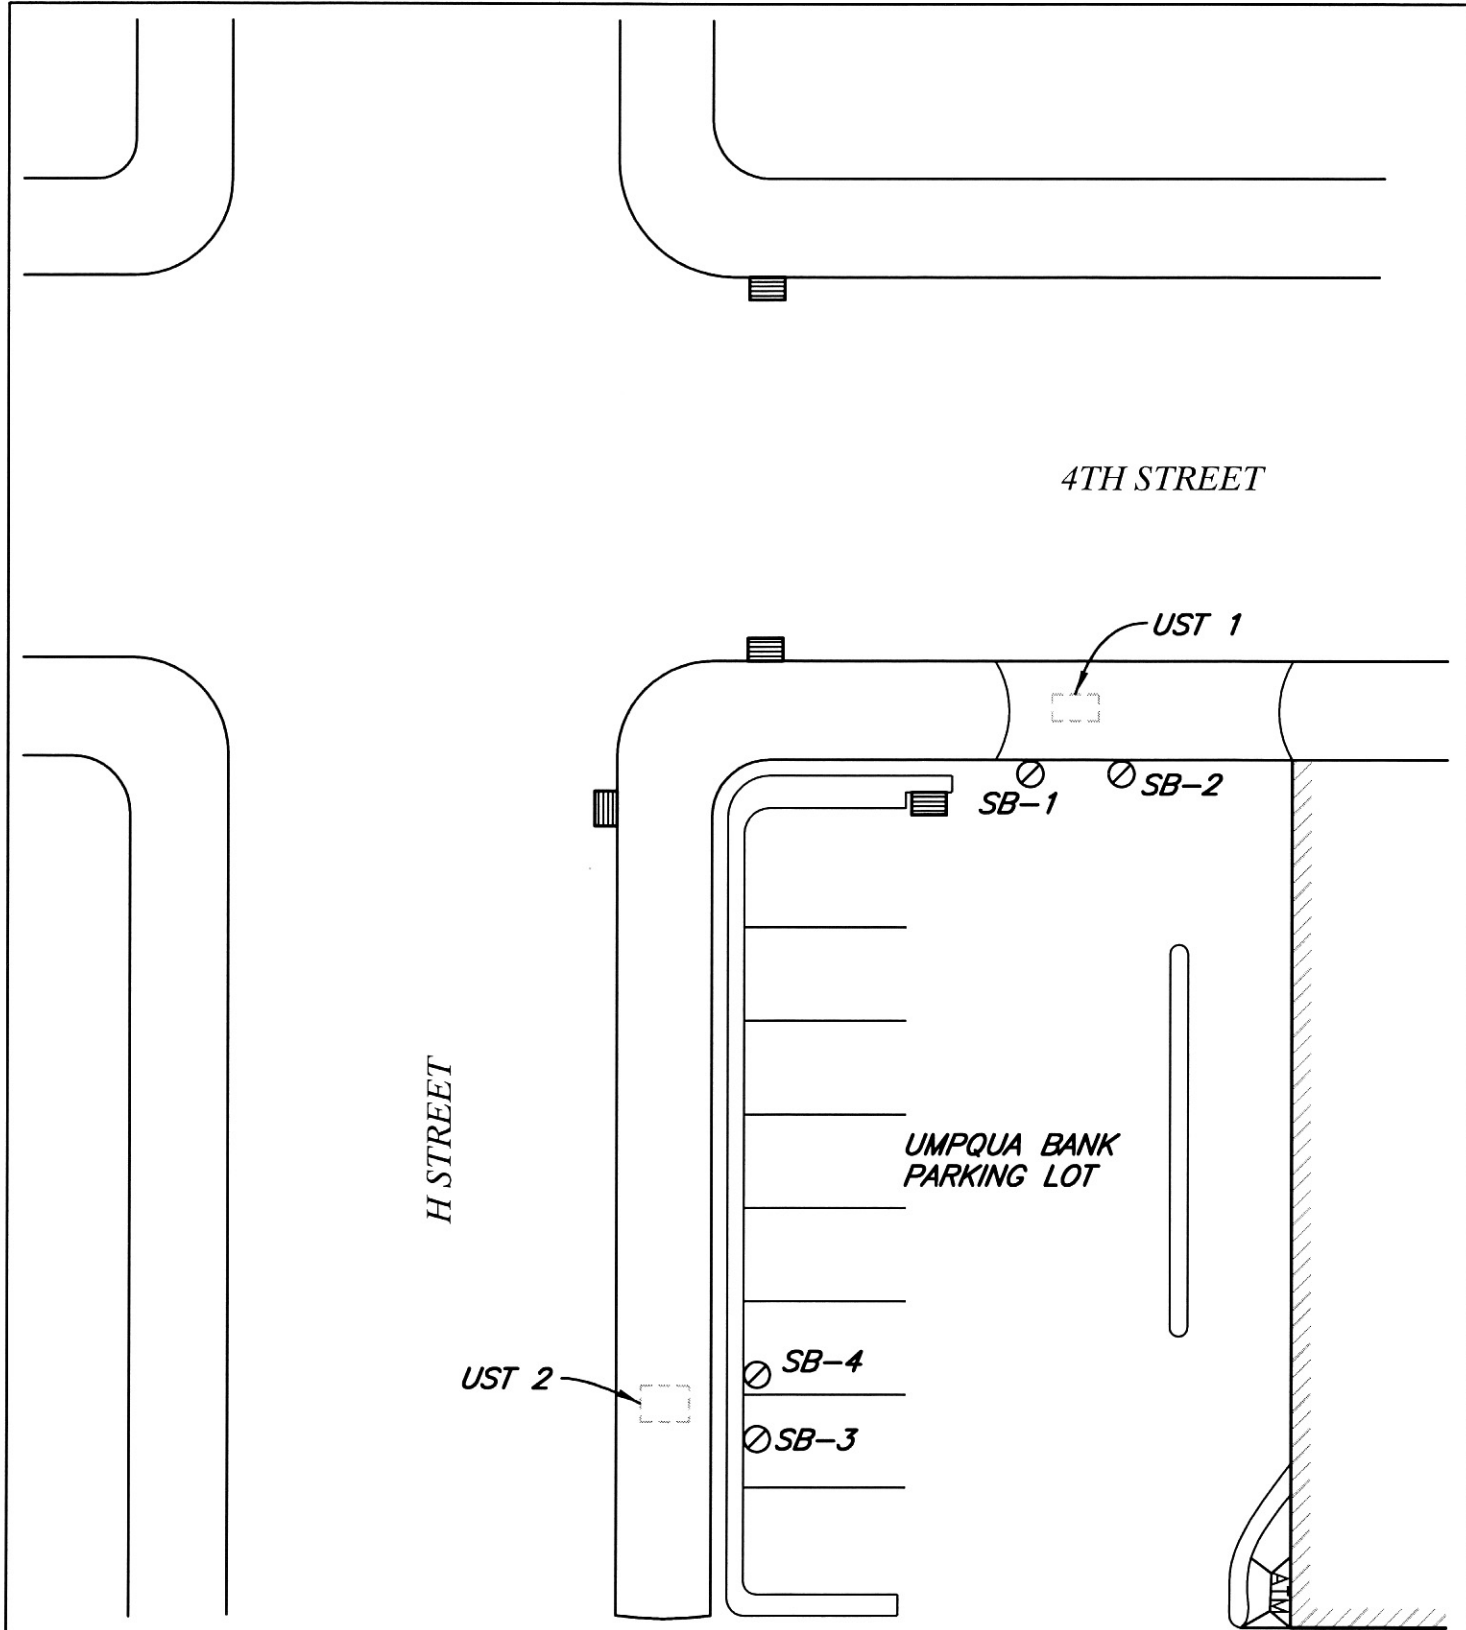 4TH STREET
UST 1
SB-1
SB-2
H STREET
UMPQUA BANK
PARKING LOT
UST 2
SB-4
SB-3
ATM